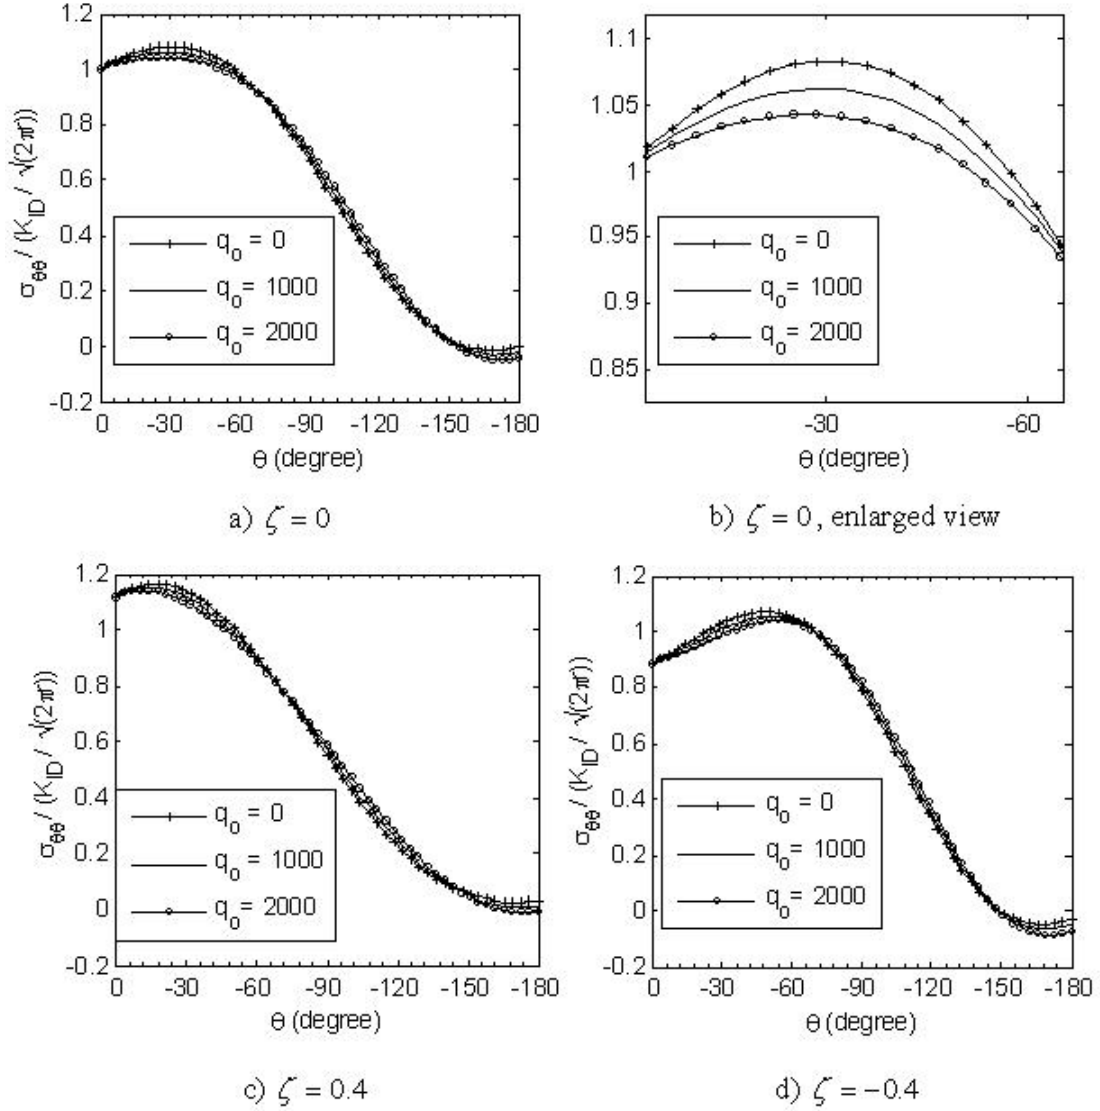 1.2
1
0.8
0.6
0.4
0.2
0
-0.2
σθθ / (KID / √(2πr))
q0 = 0
q0= 1000
q0= 2000
0 -30 -60 -90 -120 -150 -180
θ (degree)
a) ζ = 0
1.1
1.05
1
0.95
0.9
0.85
q0 = 0
q0= 1000
q0= 2000
-30 -60
θ (degree)
b) ζ = 0, enlarged view
1.2
1
0.8
0.6
0.4
0.2
0
-0.2
σθθ / (KID / √(2πr))
q0 = 0
q0 = 1000
q0= 2000
0 -30 -60 -90 -120 -150 -180
θ (degree)
c) ζ = 0.4
1.2
1
0.8
0.6
0.4
0.2
0
-0.2
σθθ / (KID / √(2πr))
q0 = 0
q0= 1000
q0= 2000
0 -30 -60 -90 -120 -150 -180
θ (degree)
d) ζ = −0.4